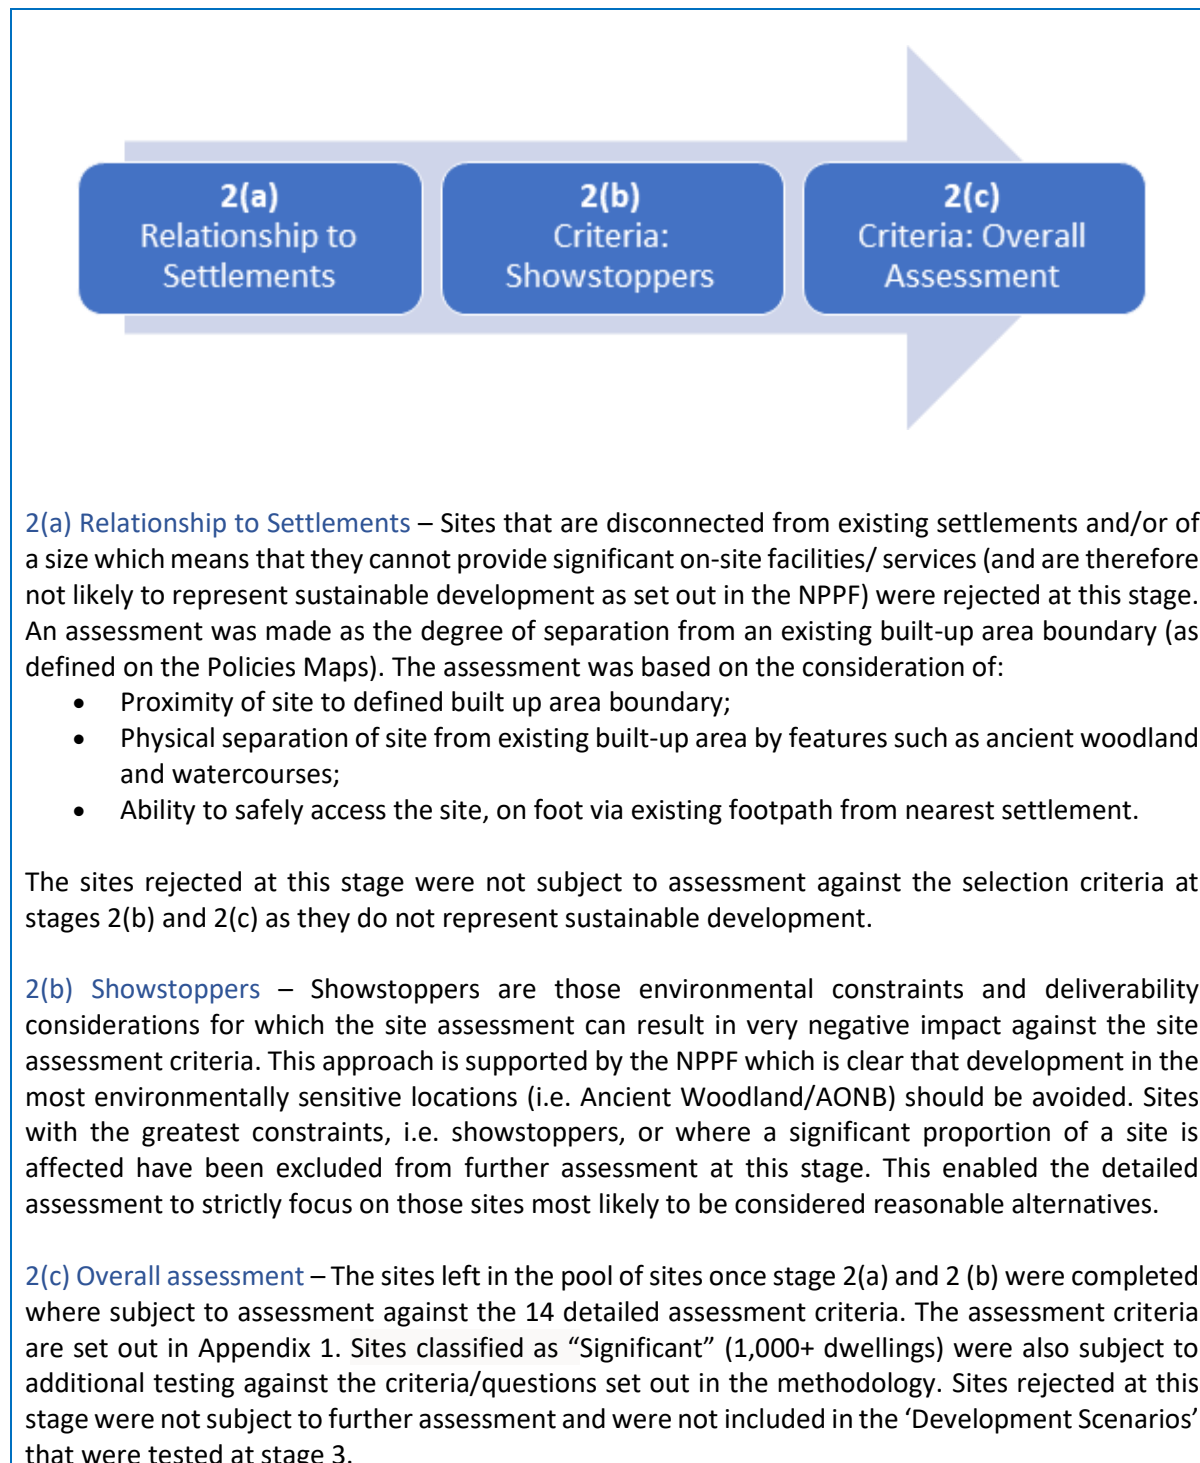 2(a)
Relationship to
Settlements
2(b)
Criteria:
Showstoppers
2(c)
Criteria: Overall
Assessment
2(a) Relationship to Settlements – Sites that are disconnected from existing settlements and/or of
a size which means that they cannot provide significant on-site facilities/ services (and are therefore
not likely to represent sustainable development as set out in the NPPF) were rejected at this stage.
An assessment was made as the degree of separation from an existing built-up area boundary (as
defined on the Policies Maps). The assessment was based on the consideration of:
• Proximity of site to defined built up area boundary;
• Physical separation of site from existing built-up area by features such as ancient woodland
and watercourses;
• Ability to safely access the site, on foot via existing footpath from nearest settlement.
The sites rejected at this stage were not subject to assessment against the selection criteria at
stages 2(b) and 2(c) as they do not represent sustainable development.
2(b) Showstoppers – Showstoppers are those environmental constraints and deliverability
considerations for which the site assessment can result in very negative impact against the site
assessment criteria. This approach is supported by the NPPF which is clear that development in the
most environmentally sensitive locations (i.e. Ancient Woodland/AONB) should be avoided. Sites
with the greatest constraints, i.e. showstoppers, or where a significant proportion of a site is
affected have been excluded from further assessment at this stage. This enabled the detailed
assessment to strictly focus on those sites most likely to be considered reasonable alternatives.
2(c) Overall assessment – The sites left in the pool of sites once stage 2(a) and 2 (b) were completed
where subject to assessment against the 14 detailed assessment criteria. The assessment criteria
are set out in Appendix 1. Sites classified as “Significant” (1,000+ dwellings) were also subject to
additional testing against the criteria/questions set out in the methodology. Sites rejected at this
stage were not subject to further assessment and were not included in the ‘Development Scenarios’
that were tested at stage 3.